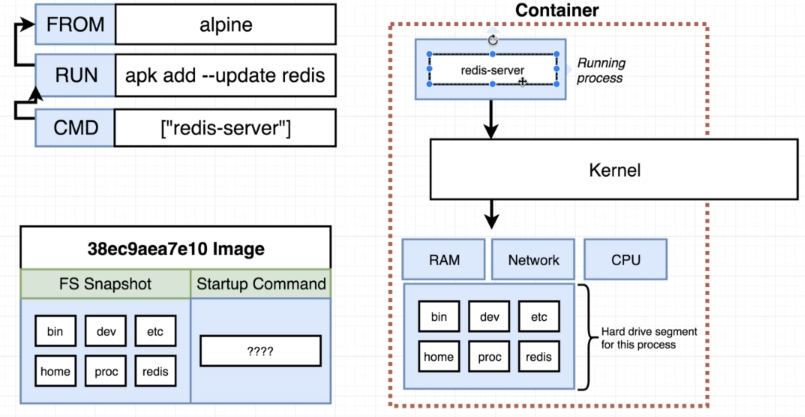 FROM alpine
RUN apk add --update redis
CMD ["redis-server"]
38ec9aea7e10 Image
FS Snapshot Startup Command
bin dev etc
home proc redis
????
Container
redis-server
Running
process
Kernel
RAM Network CPU
bin dev etc
home proc redis
Hard drive segment
for this process